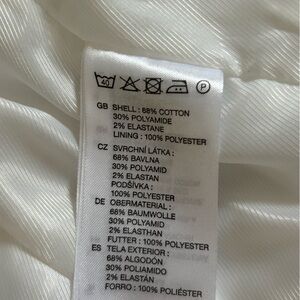 40 P
GB SHELL : 68% COTTON
30% POLYAMIDE
2% ELASTANE
LINING : 100% POLYESTER
CZ SVRCHNÍ LÁTKA :
68% BAVLNA
30% POLYAMID
2% ELASTAN
PODŠÍVKA :
100% POLYESTER
DE OBERMATERIAL :
68% BAUMWOLLE
30% POLYAMID
2% ELASTHAN
FUTTER : 100% POLYESTER
ES TELA EXTERIOR :
68% ALGODÓN
30% POLIAMIDO
2% ELASTÁN
FORRO : 100% POLIÉSTER